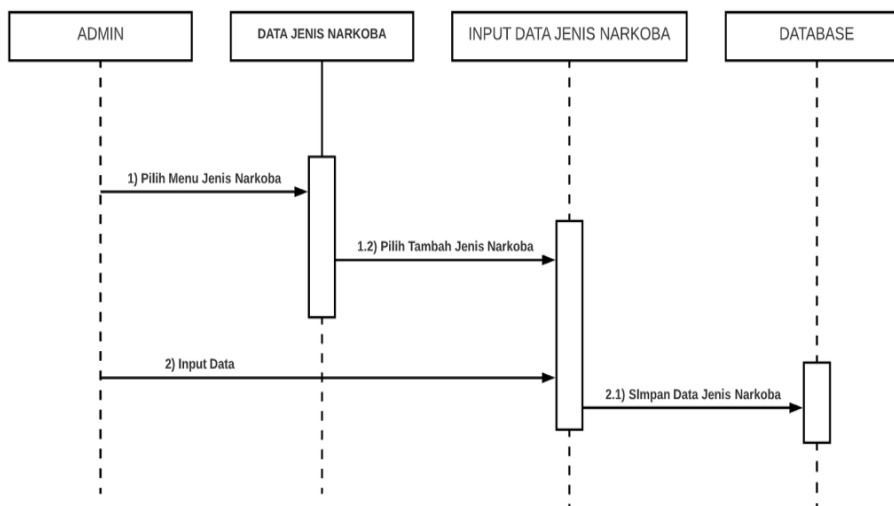 ADMIN
DATA JENIS NARKOBA
INPUT DATA JENIS NARKOBA
DATABASE
1) Pilih Menu Jenis Narkoba
1.2) Pilih Tambah Jenis Narkoba
2) Input Data
2.1) SImpan Data Jenis Narkoba